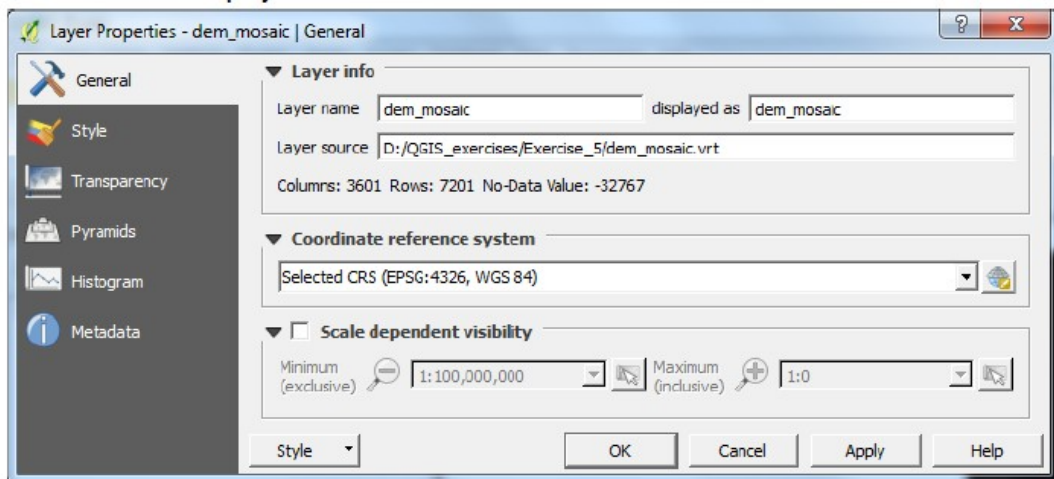 Layer Properties - dem_mosaic | General
General
Style
Transparency
Pyramids
Histogram
Metadata
Layer info
Layer name dem_mosaic displayed as dem_mosaic
Layer source D:/QGIS_exercises/Exercise_5/dem_mosaic.vrt
Columns: 3601 Rows: 7201 No-Data Value: -32767
Coordinate reference system
Selected CRS (EPSG:4326, WGS 84)
Scale dependent visibility
Minimum (exclusive) 1:100,000,000 Maximum (inclusive) 1:0
Style OK Cancel Apply Help